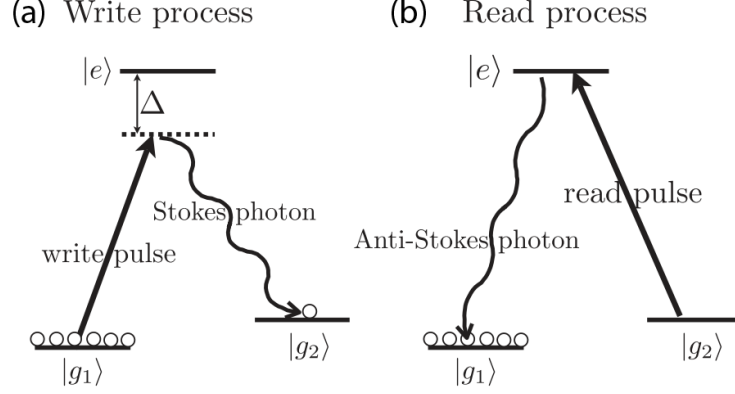 (a) Write process
|e⟩
Δ
Stokes photon
write pulse
|g₁⟩
|g₂⟩
(b) Read process
|e⟩
read pulse
Anti-Stokes photon
|g₁⟩
|g₂⟩